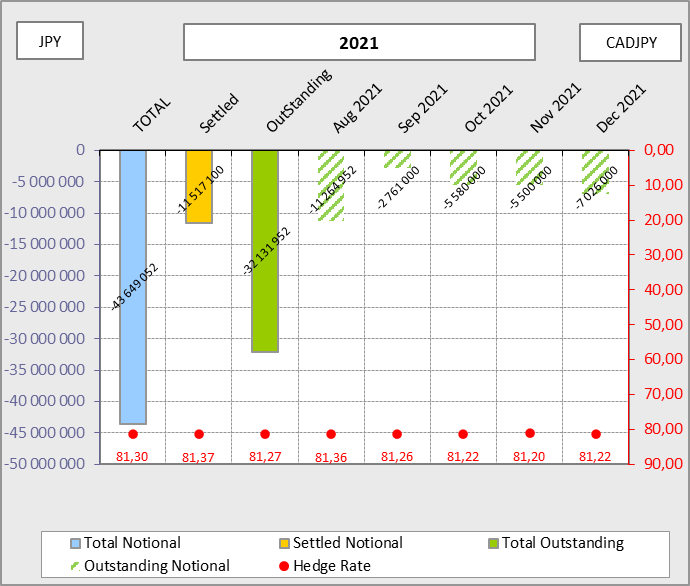 JPY 2021 CADJPY
TOTAL Settled OutStanding Aug 2021 Sep 2021 Oct 2021 Nov 2021 Dec 2021
0 0,00
-5 000 000 10,00
-10 000 000 20,00
-15 000 000 30,00
-20 000 000 40,00
-25 000 000 50,00
-30 000 000 60,00
-35 000 000 70,00
-40 000 000 80,00
-45 000 000 90,00
-50 000 000
-43 649 052
-11 517 100
-32 131 952
-11 264 952
-2 761 000
-5 580 000
-5 500 000
-7 026 000
81,30 81,37 81,27 81,36 81,26 81,22 81,20 81,22
Total Notional Settled Notional Total Outstanding
Outstanding Notional Hedge Rate